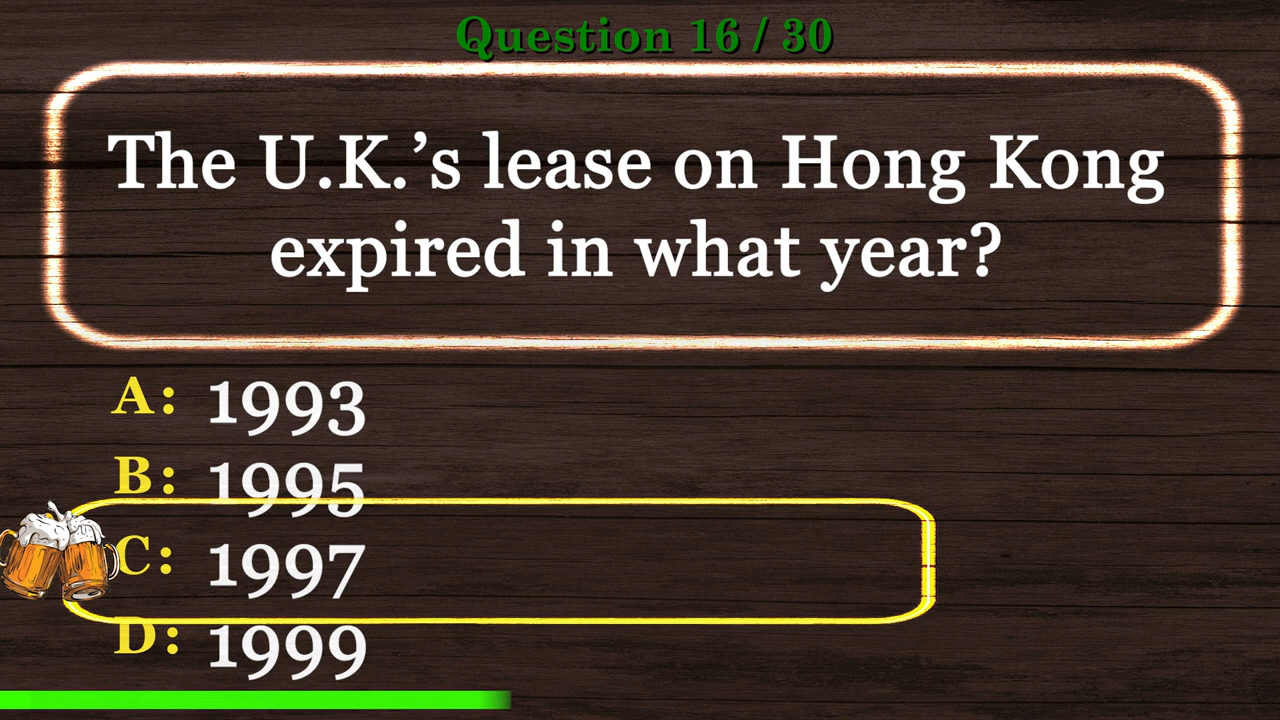 Question 16 / 30
The U.K.’s lease on Hong Kong
expired in what year?
A: 1993
B: 1995
C: 1997
D: 1999